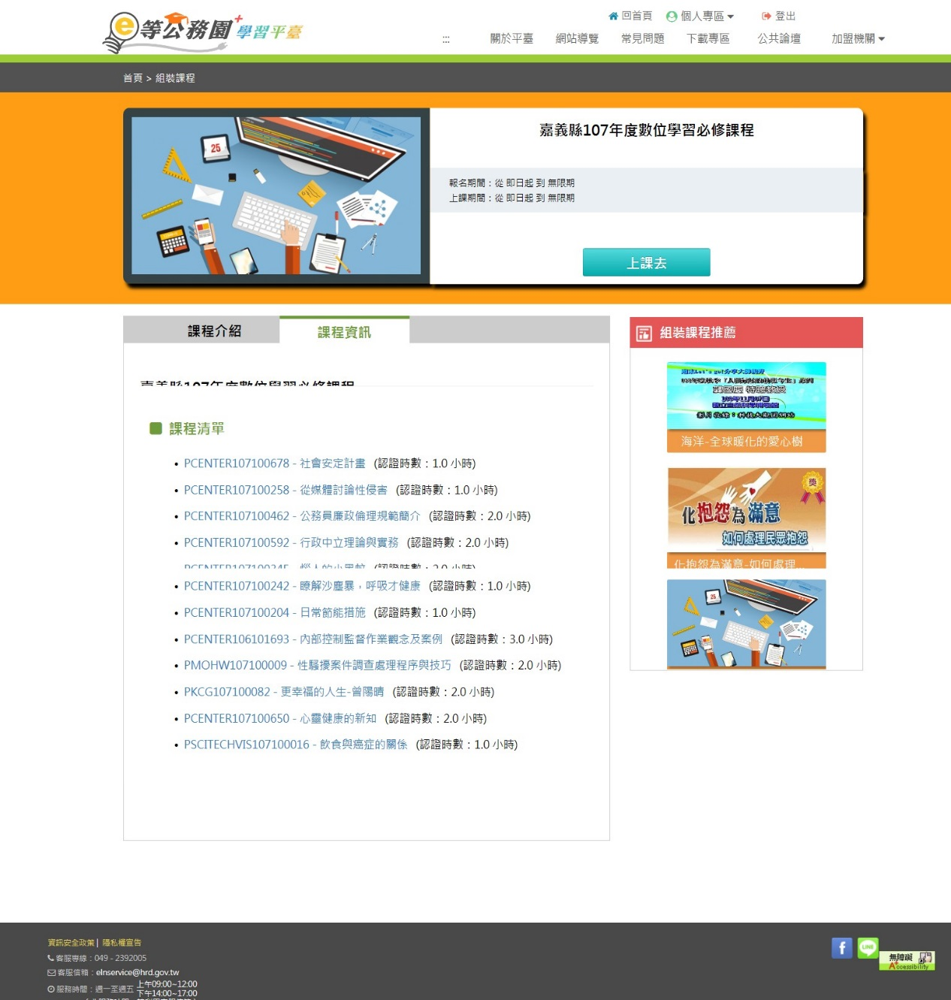 e等公務園+學習平臺
回首頁 個人專區 登出
::: 關於平臺 網站導覽 常見問題 下載專區 公共論壇 加盟機關
首頁 > 組裝課程
25
嘉義縣107年度數位學習必修課程
報名期間：從 即日起 到 無限期
上課期間：從 即日起 到 無限期
上課去
課程介紹 課程資訊
嘉義縣107年度數位學習必修課程
課程清單
• PCENTER107100678 - 社會安定計畫 (認證時數：1.0 小時)
• PCENTER107100258 - 從媒體討論性侵害 (認證時數：1.0 小時)
• PCENTER107100462 - 公務員廉政倫理規範簡介 (認證時數：2.0 小時)
• PCENTER107100592 - 行政中立理論與實務 (認證時數：2.0 小時)
PCENTER107100345 - 惱人的小黑蚊 (認證時數：2.0 小時)
• PCENTER107100242 - 瞭解沙塵暴，呼吸才健康 (認證時數：1.0 小時)
• PCENTER107100204 - 日常節能措施 (認證時數：1.0 小時)
• PCENTER106101693 - 內部控制監督作業觀念及案例 (認證時數：3.0 小時)
• PMOHW107100009 - 性騷擾案件調查處理程序與技巧 (認證時數：2.0 小時)
• PKCG107100082 - 更幸福的人生-曾陽晴 (認證時數：2.0 小時)
• PCENTER107100650 - 心靈健康的新知 (認證時數：2.0 小時)
• PSCITECHVIS107100016 - 飲食與癌症的關係 (認證時數：1.0 小時)
組裝課程推薦
海洋-全球暖化的愛心樹
獎
化抱怨為滿意
如何處理民眾抱怨
化抱怨為滿意-如何處理...
25
資訊安全政策 | 隱私權宣告
客服專線：049 - 2392005
客服信箱：elnservice@hrd.gov.tw
服務時間：週一至週五 上午09:00~12:00
下午14:00~17:00
f
LINE
無障礙
A+ccessibility